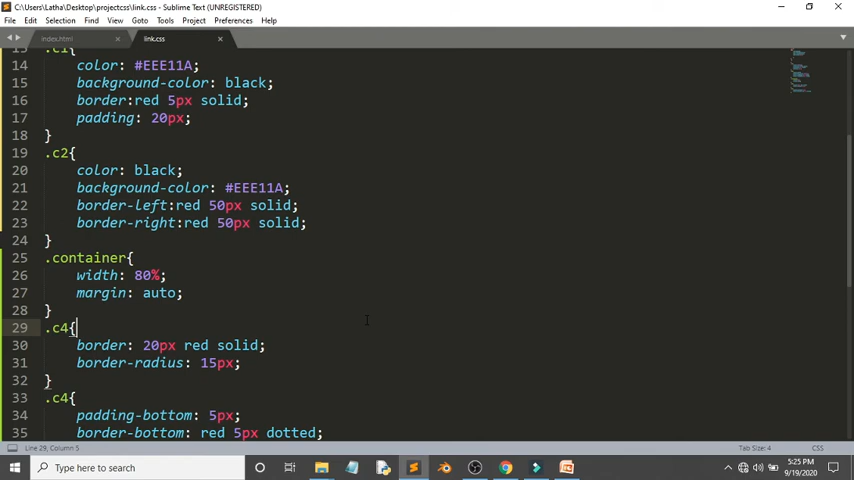 C:\Users\Latha\Desktop\projectcss\link.css - Sublime Text (UNREGISTERED)
File Edit Selection Find View Goto Tools Project Preferences Help
index.html × link.css ×
13 .c1{
14 color: #EEE11A;
15 background-color: black;
16 border:red 5px solid;
17 padding: 20px;
18 }
19 .c2{
20 color: black;
21 background-color: #EEE11A;
22 border-left:red 50px solid;
23 border-right:red 50px solid;
24 }
25 .container{
26 width: 80%;
27 margin: auto;
28 }
29 .c4{
30 border: 20px red solid;
31 border-radius: 15px;
32 }
33 .c4{
34 padding-bottom: 5px;
35 border-bottom: red 5px dotted;
Line 29, Column 5 Tab Size: 4 CSS
Type here to search 5:25 PM
9/19/2020